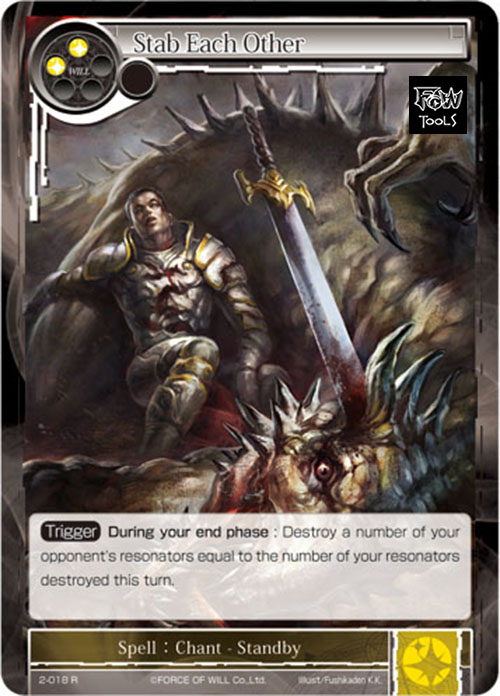 Stab Each Other
WILL
FOW
TOOLS
Trigger During your end phase : Destroy a number of your
opponent's resonators equal to the number of your resonators
destroyed this turn.
Spell : Chant - Standby
2-018 R ©FORCE OF WILL Co.,Ltd. Illust/Fushikaden K.K.